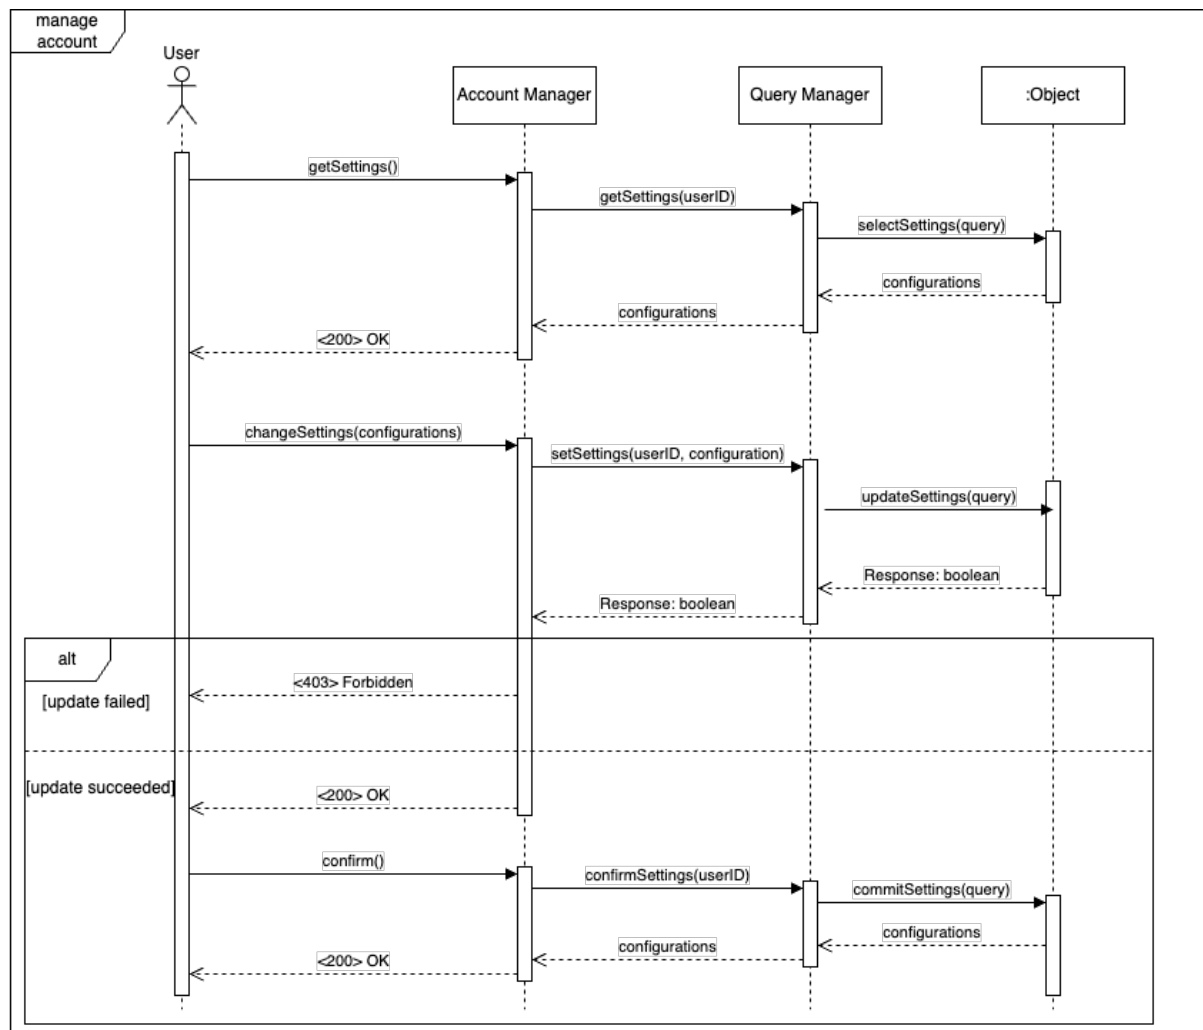 manage
account
User
Account Manager
Query Manager
:Object
getSettings()
getSettings(userID)
selectSettings(query)
configurations
configurations
<200> OK
changeSettings(configurations)
setSettings(userID, configuration)
updateSettings(query)
Response: boolean
Response: boolean
alt
<403> Forbidden
[update failed]
[update succeeded]
<200> OK
confirm()
confirmSettings(userID)
commitSettings(query)
configurations
configurations
<200> OK